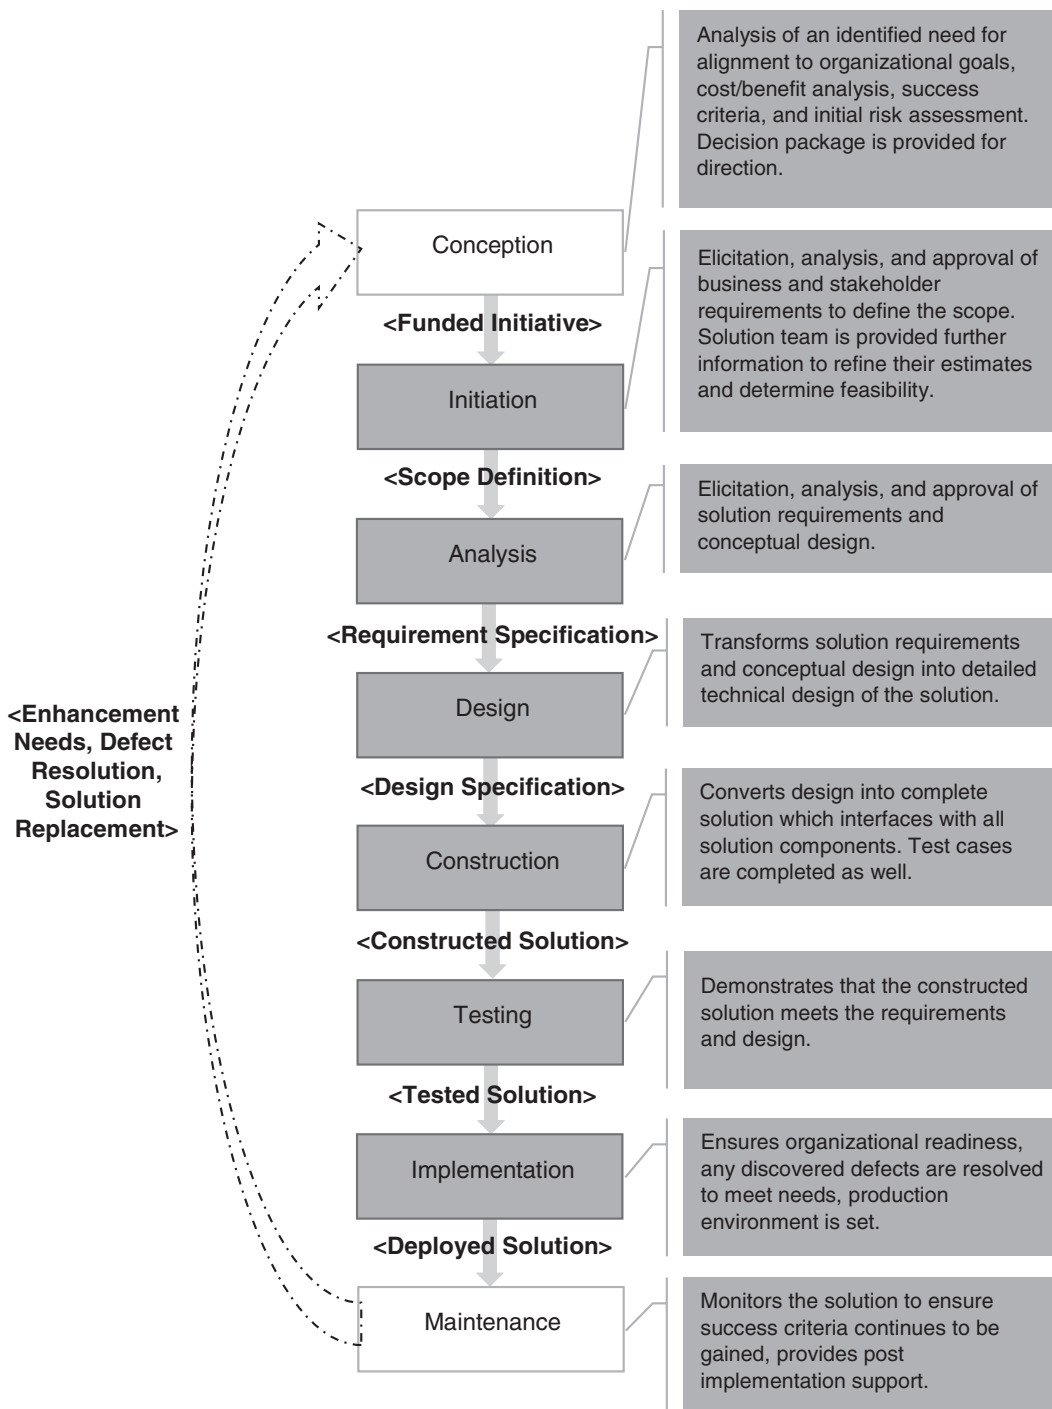 Analysis of an identified need for
alignment to organizational goals,
cost/benefit analysis, success
criteria, and initial risk assessment.
Decision package is provided for
direction.
Conception
<Funded Initiative>
Elicitation, analysis, and approval of
business and stakeholder
requirements to define the scope.
Solution team is provided further
information to refine their estimates
and determine feasibility.
Initiation
<Scope Definition>
Elicitation, analysis, and approval of
solution requirements and
conceptual design.
Analysis
<Requirement Specification>
Transforms solution requirements
and conceptual design into detailed
technical design of the solution.
Design
<Enhancement
Needs, Defect
Resolution,
Solution
Replacement>
<Design Specification>
Converts design into complete
solution which interfaces with all
solution components. Test cases
are completed as well.
Construction
<Constructed Solution>
Demonstrates that the constructed
solution meets the requirements
and design.
Testing
<Tested Solution>
Ensures organizational readiness,
any discovered defects are resolved
to meet needs, production
environment is set.
Implementation
<Deployed Solution>
Monitors the solution to ensure
success criteria continues to be
gained, provides post
implementation support.
Maintenance